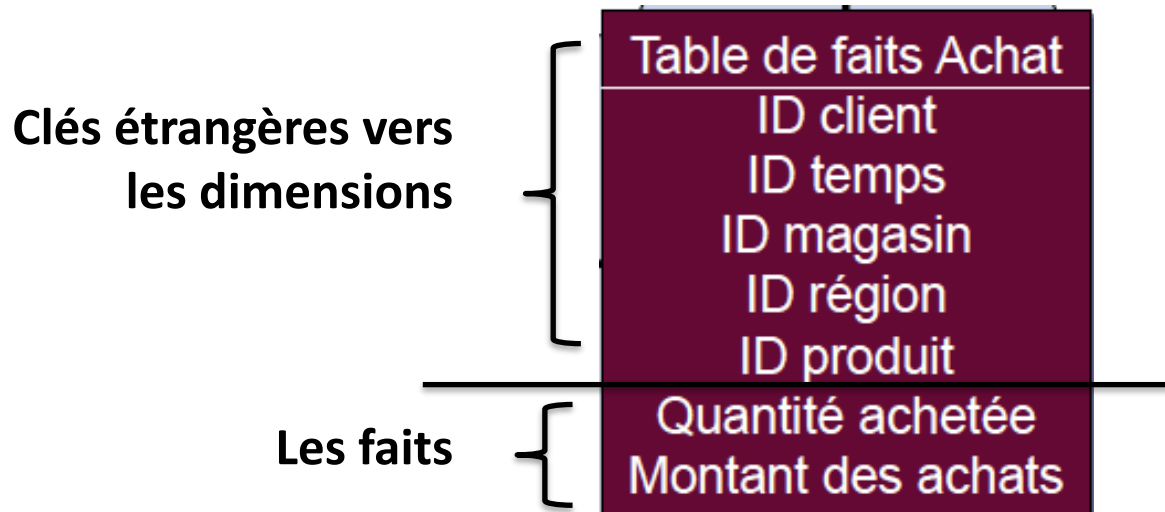 Table de faits Achat
Clés étrangères vers
les dimensions
ID client
ID temps
ID magasin
ID région
ID produit
Les faits
Quantité achetée
Montant des achats